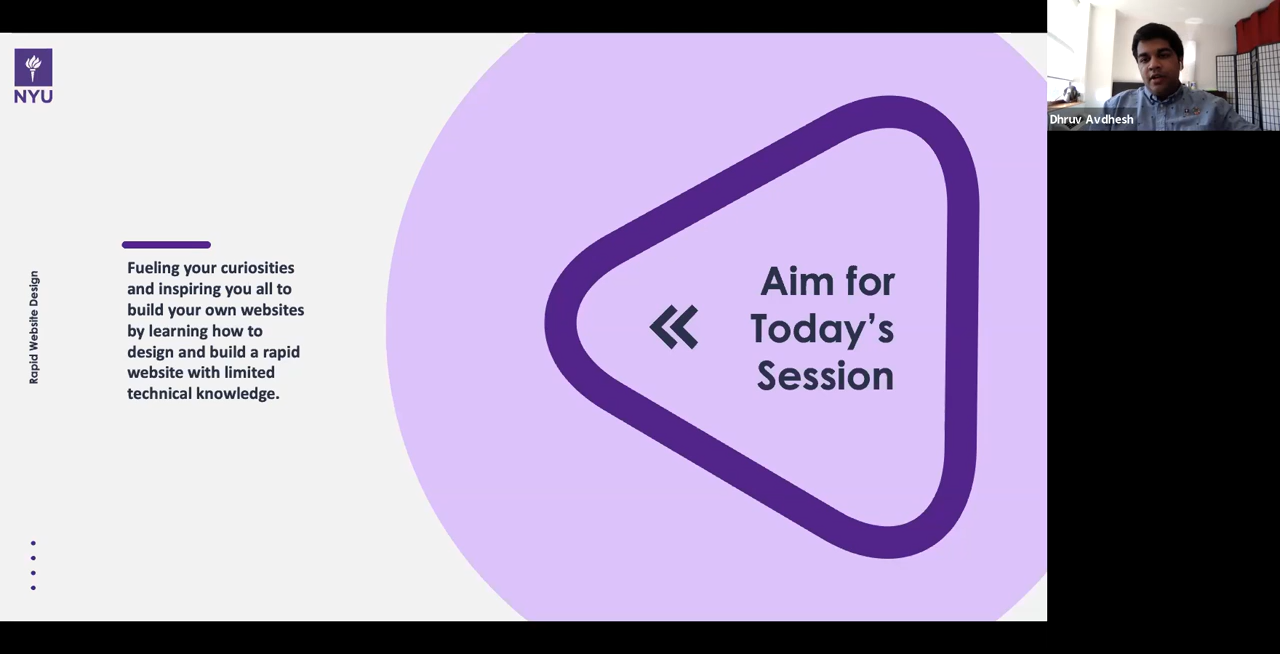 NYU
Rapid Website Design
Fueling your curiosities
and inspiring you all to
build your own websites
by learning how to
design and build a rapid
website with limited
technical knowledge.
Aim for
Today’s
Session
Dhruv Avdhesh